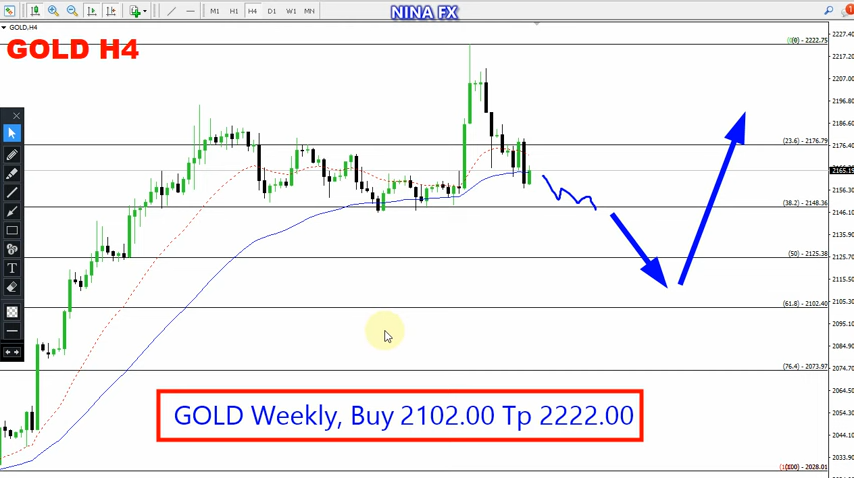 M1 H1 H4 D1 W1 MN
NINA FX
GOLD,H4
GOLD H4
(0) - 2222.75
2227.40
2217.20
2207.00
2196.80
2186.60
(23.6) - 2176.79
2176.40
2165.19
2156.30
(38.2) - 2148.36
2146.10
(50) - 2125.38
2125.70
2115.50
(61.8) - 2102.40
2105.30
2095.10
2084.90
(76.4) - 2073.97
2074.70
2064.50
2054.30
2044.10
2033.90
(100) - 2028.01
T
GOLD Weekly, Buy 2102.00 Tp 2222.00